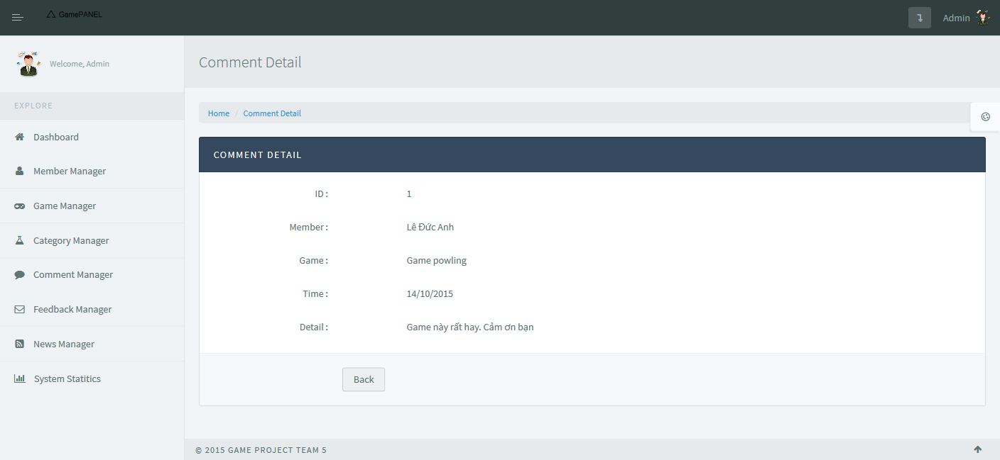 GamePANEL
Admin
Welcome, Admin
EXPLORE
Dashboard
Member Manager
Game Manager
Category Manager
Comment Manager
Feedback Manager
News Manager
System Statitics
Comment Detail
Home / Comment Detail
COMMENT DETAIL
ID : 1
Member : Lê Đức Anh
Game : Game powling
Time : 14/10/2015
Detail : Game này rất hay. Cảm ơn bạn
Back
© 2015 GAME PROJECT TEAM 5